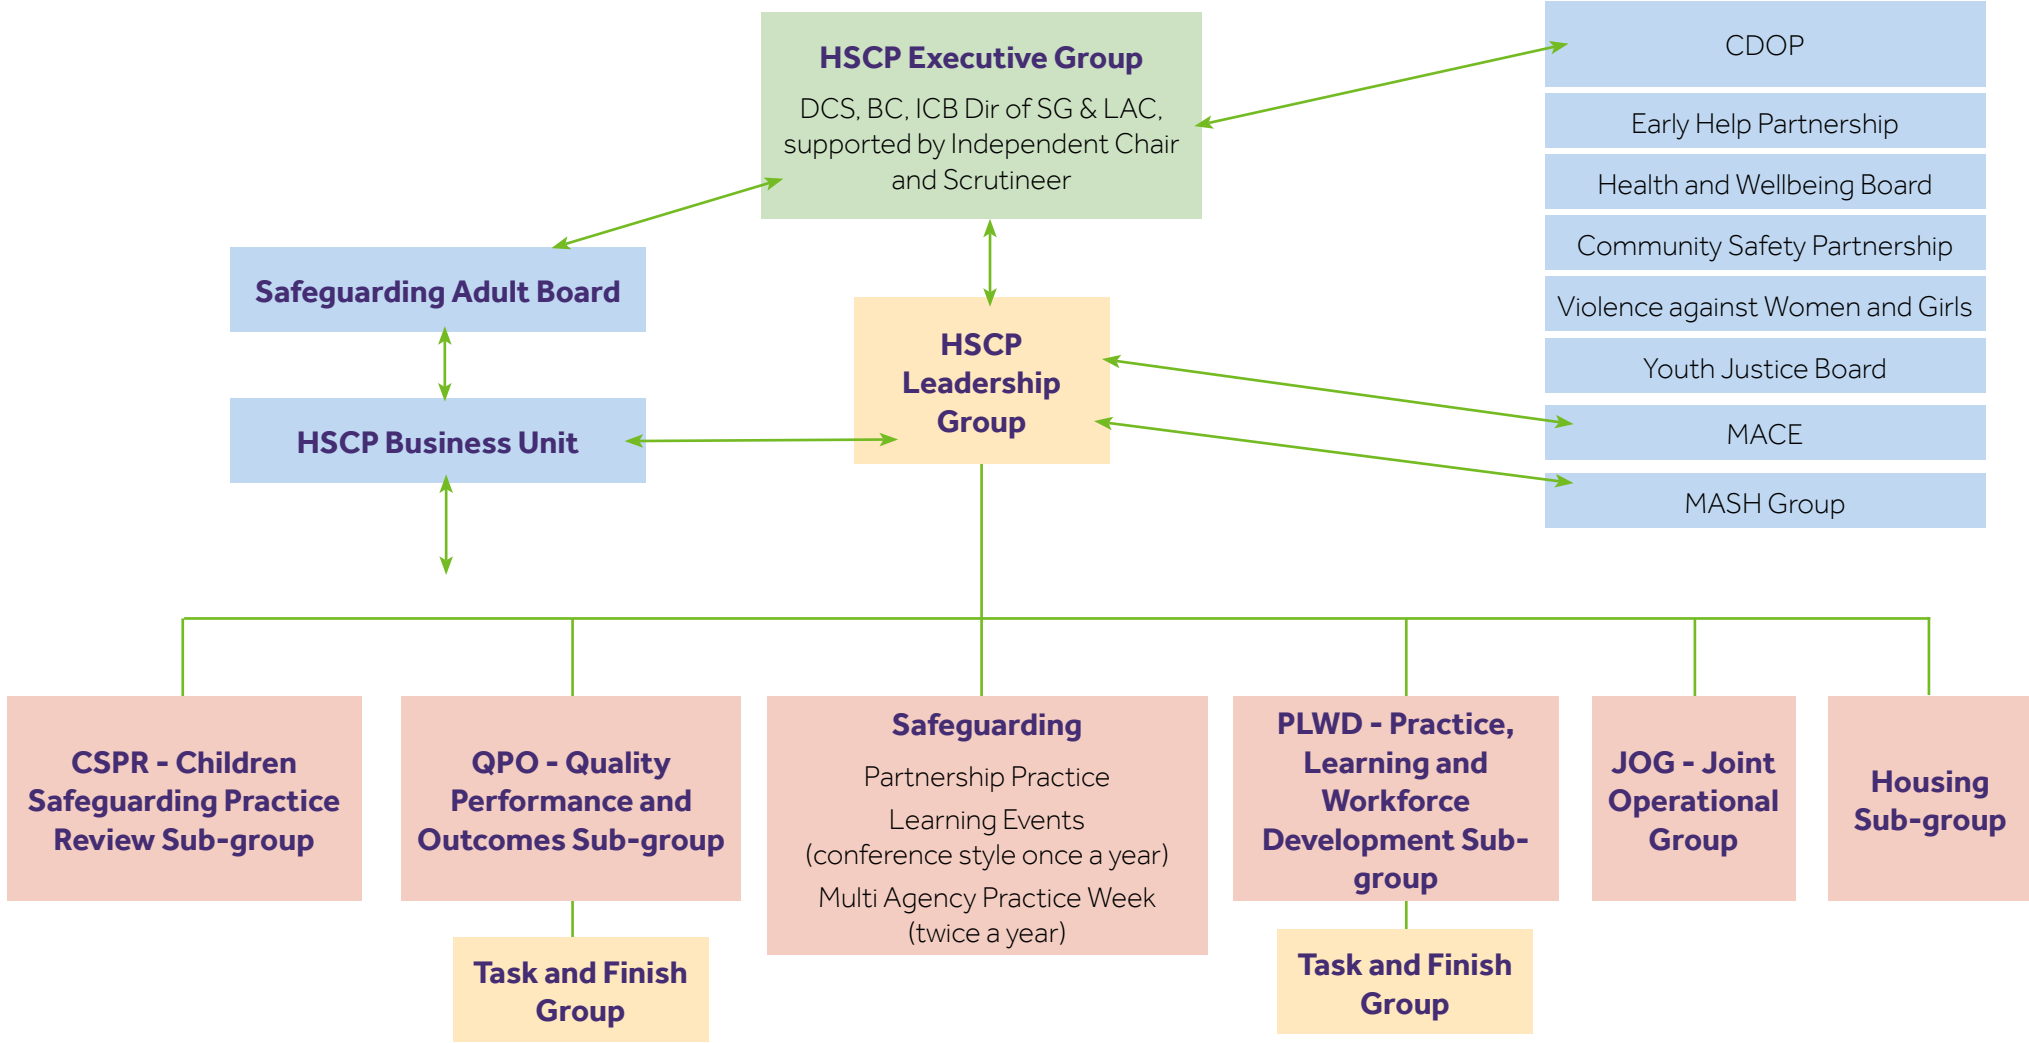 HSCP Executive Group
DCS, BC, ICB Dir of SG & LAC,
supported by Independent Chair
and Scrutineer
CDOP
Early Help Partnership
Health and Wellbeing Board
Community Safety Partnership
Violence against Women and Girls
Youth Justice Board
MACE
MASH Group
Safeguarding Adult Board
HSCP Business Unit
HSCP
Leadership
Group
CSPR - Children
Safeguarding Practice
Review Sub-group
QPO - Quality
Performance and
Outcomes Sub-group
Task and Finish
Group
Safeguarding
Partnership Practice
Learning Events
(conference style once a year)
Multi Agency Practice Week
(twice a year)
PLWD - Practice,
Learning and
Workforce
Development Sub-
group
Task and Finish
Group
JOG - Joint
Operational
Group
Housing
Sub-group